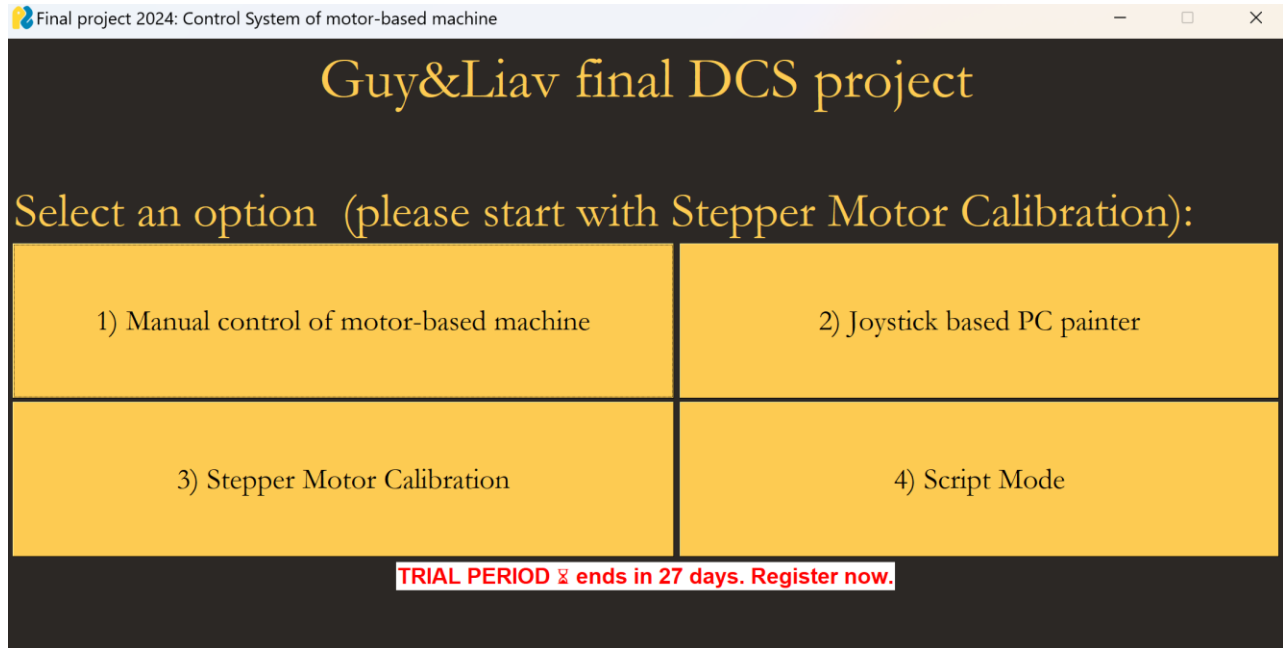 Final project 2024: Control System of motor-based machine
Guy&Liav final DCS project
Select an option  (please start with Stepper Motor Calibration):
1) Manual control of motor-based machine
2) Joystick based PC painter
3) Stepper Motor Calibration
4) Script Mode
TRIAL PERIOD ⌛ ends in 27 days. Register now.